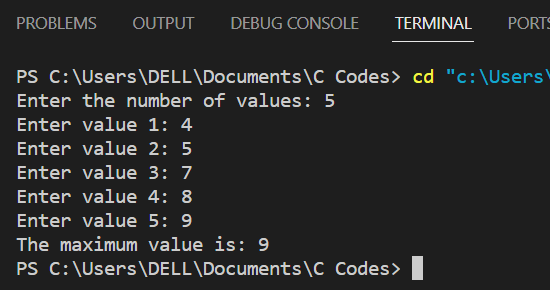 PROBLEMS OUTPUT DEBUG CONSOLE TERMINAL PORTS
PS C:\Users\DELL\Documents\C Codes> cd "c:\Users\
Enter the number of values: 5
Enter value 1: 4
Enter value 2: 5
Enter value 3: 7
Enter value 4: 8
Enter value 5: 9
The maximum value is: 9
PS C:\Users\DELL\Documents\C Codes>